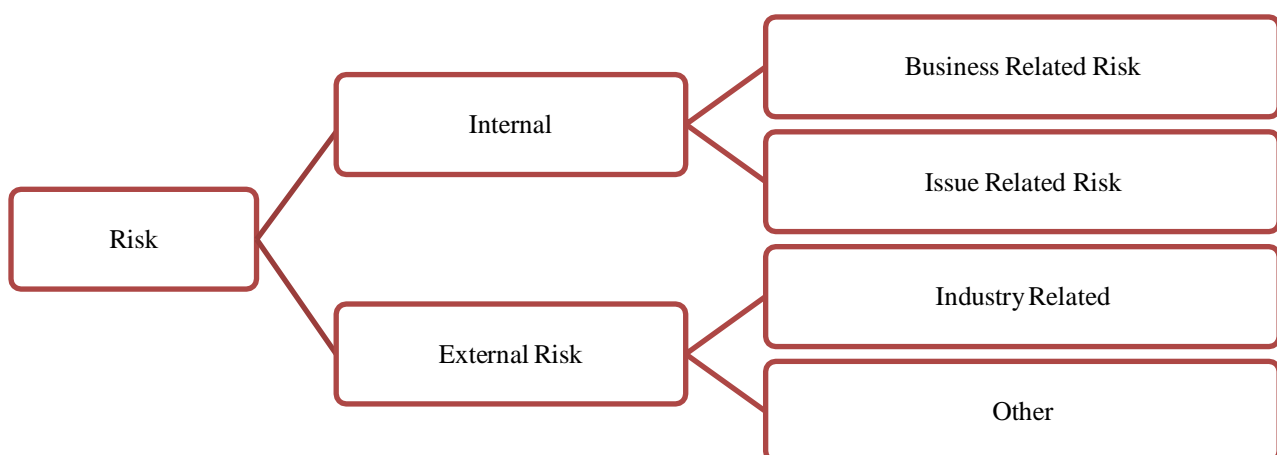 Risk
Internal
External Risk
Business Related Risk
Issue Related Risk
Industry Related
Other